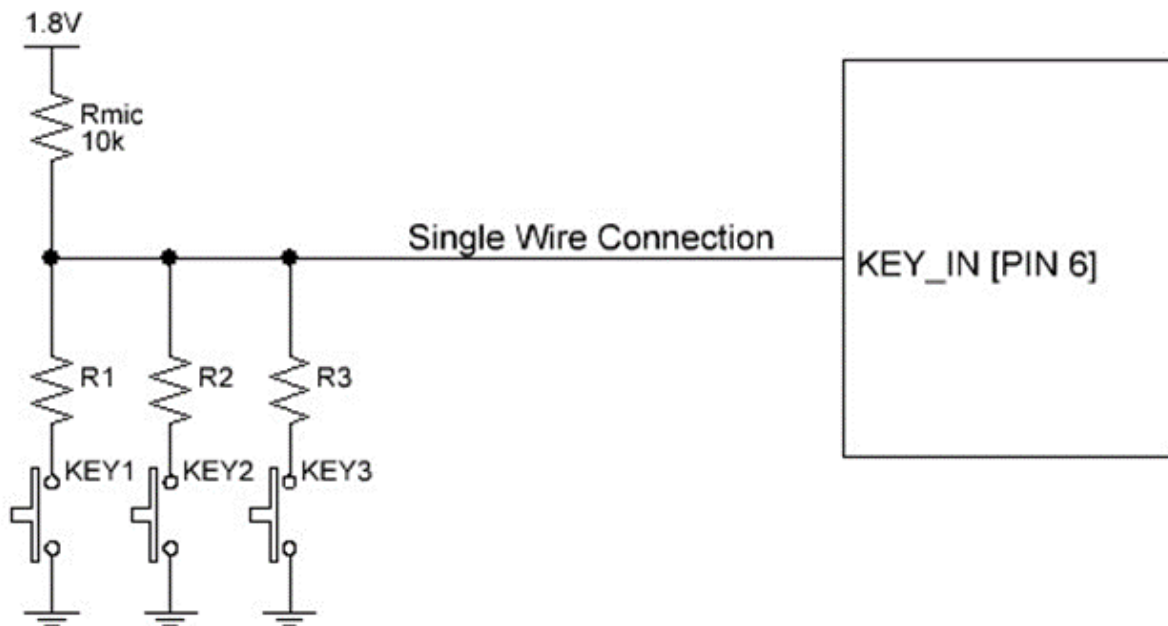 1.8V
Rmic
10k
Single Wire Connection
KEY_IN [PIN 6]
R1
R2
R3
KEY1
KEY2
KEY3